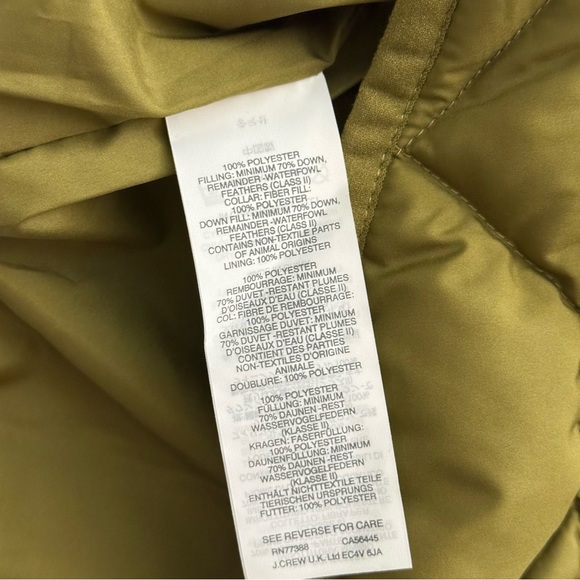 100% POLYESTER
FILLING: MINIMUM 70% DOWN,
REMAINDER -WATERFOWL
FEATHERS (CLASS II)
COLLAR: FIBER FILL:
100% POLYESTER
DOWN FILL: MINIMUM 70% DOWN,
REMAINDER -WATERFOWL
FEATHERS (CLASS II)
CONTAINS NON-TEXTILE PARTS
OF ANIMAL ORIGINS
LINING: 100% POLYESTER
100% POLYESTER
REMBOURRAGE: MINIMUM
70% DUVET -RESTANT PLUMES
D'OISEAUX D'EAU (CLASSE II)
COL: FIBRE DE REMBOURRAGE:
100% POLYESTER
GARNISSAGE DUVET: MINIMUM
70% DUVET -RESTANT PLUMES
D'OISEAUX D'EAU (CLASSE II)
CONTIENT DES PARTIES
NON-TEXTILES D'ORIGINE
ANIMALE
DOUBLURE: 100% POLYESTER
100% POLYESTER
FÜLLUNG: MINIMUM
70% DAUNEN -REST
WASSERVOGELFEDERN
(KLASSE II)
KRAGEN: FASERFÜLLUNG:
100% POLYESTER
DAUNENFÜLLUNG: MINIMUM
70% DAUNEN -REST
WASSERVOGELFEDERN
(KLASSE II)
ENTHÄLT NICHTTEXTILE TEILE
TIERISCHEN URSPRUNGS
FUTTER: 100% POLYESTER
SEE REVERSE FOR CARE
RN77388 CA56445
J.CREW U.K. Ltd EC4V 6JA